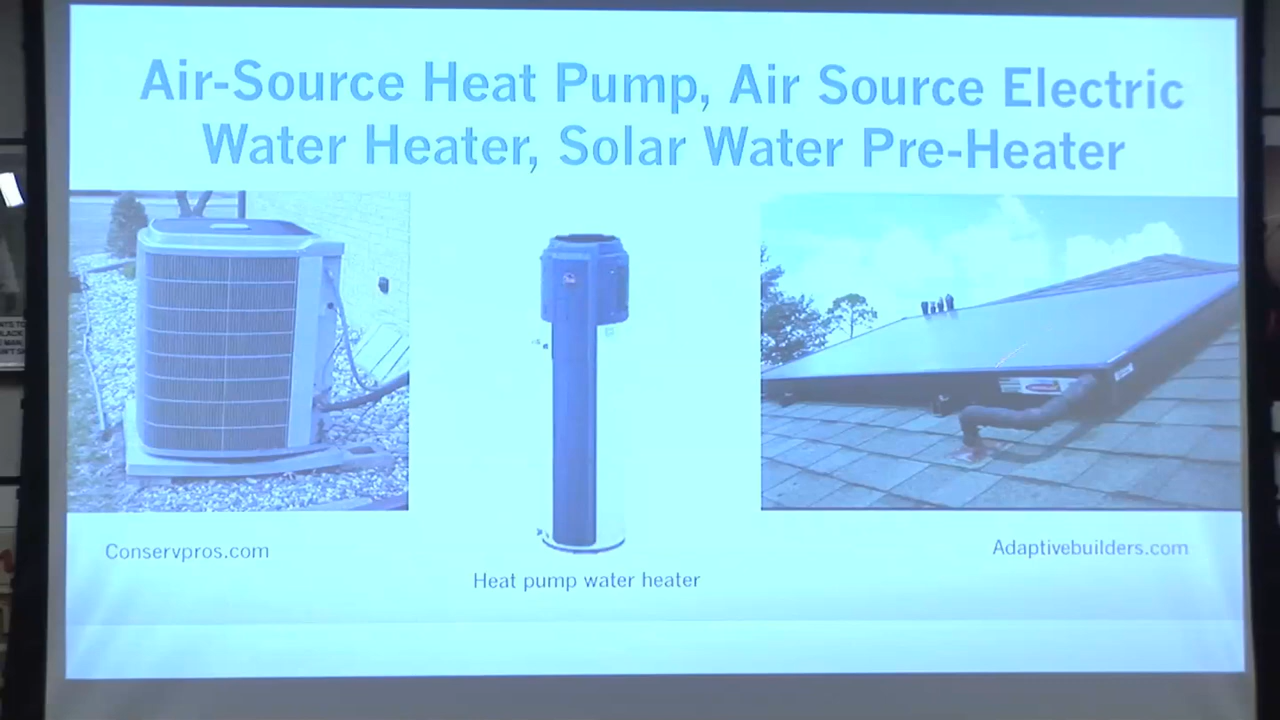 Air-Source Heat Pump, Air Source Electric
Water Heater, Solar Water Pre-Heater
Conservpros.com
Adaptivebuilders.com
Heat pump water heater